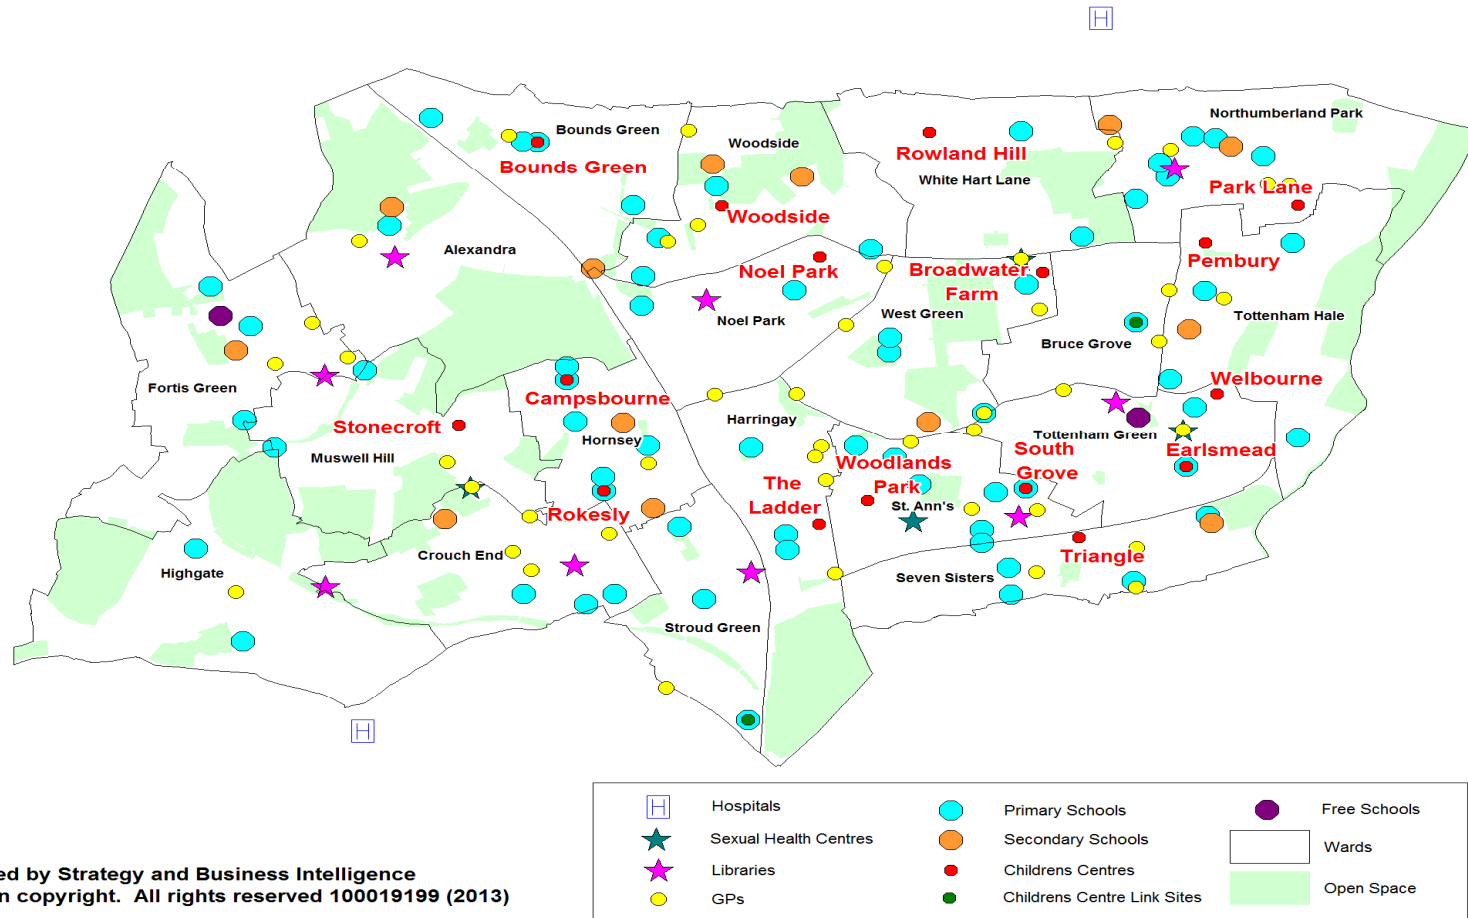 H
Northumberland Park
Bounds Green
Woodside
Rowland Hill
Bounds Green
White Hart Lane
Park Lane
Woodside
Alexandra
Noel Park
Broadwater
Farm
Pembury
Noel Park
West Green
Tottenham Hale
Bruce Grove
Fortis Green
Campsbourne
Welbourne
Harringay
Stonecroft
Hornsey
Tottenham Green
Muswell Hill
South
Grove
Earlsmead
Woodlands
Park
The
Ladder
St. Ann's
Rokesly
Crouch End
Triangle
Highgate
Seven Sisters
Stroud Green
H
H Hospitals
Primary Schools
Free Schools
Sexual Health Centres
Secondary Schools
Wards
Libraries
Childrens Centres
Open Space
GPs
Childrens Centre Link Sites
ed by Strategy and Business Intelligence
n copyright. All rights reserved 100019199 (2013)